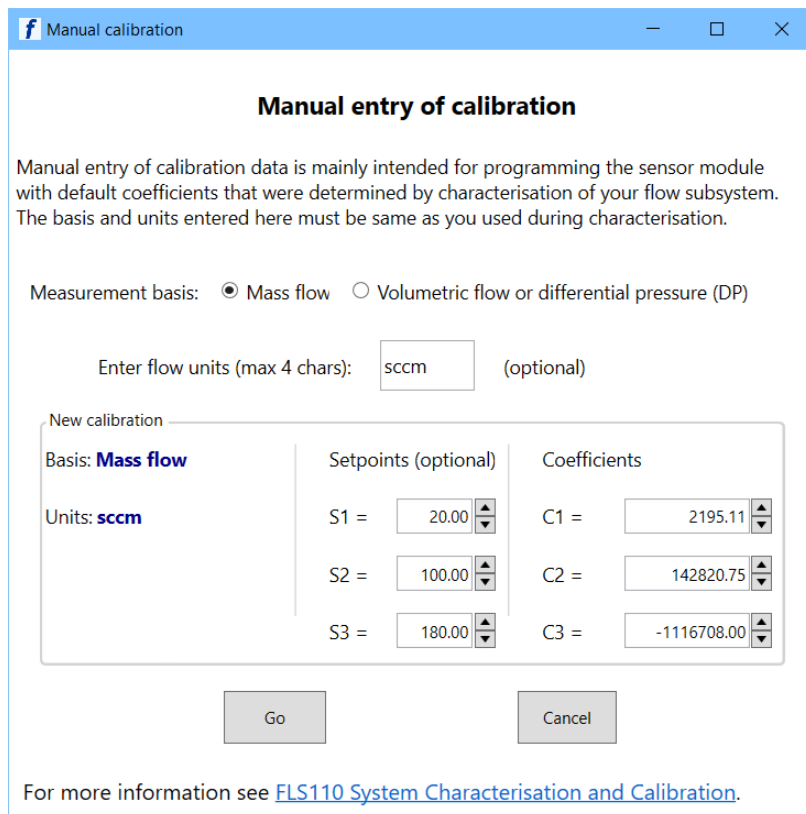 f Manual calibration
Manual entry of calibration
Manual entry of calibration data is mainly intended for programming the sensor module
with default coefficients that were determined by characterisation of your flow subsystem.
The basis and units entered here must be same as you used during characterisation.
Measurement basis: Mass flow Volumetric flow or differential pressure (DP)
Enter flow units (max 4 chars): sccm (optional)
New calibration
Basis: Mass flow Setpoints (optional) Coefficients
Units: sccm S1 = 20.00 C1 = 2195.11
S2 = 100.00 C2 = 142820.75
S3 = 180.00 C3 = -1116708.00
Go Cancel
For more information see FLS110 System Characterisation and Calibration.